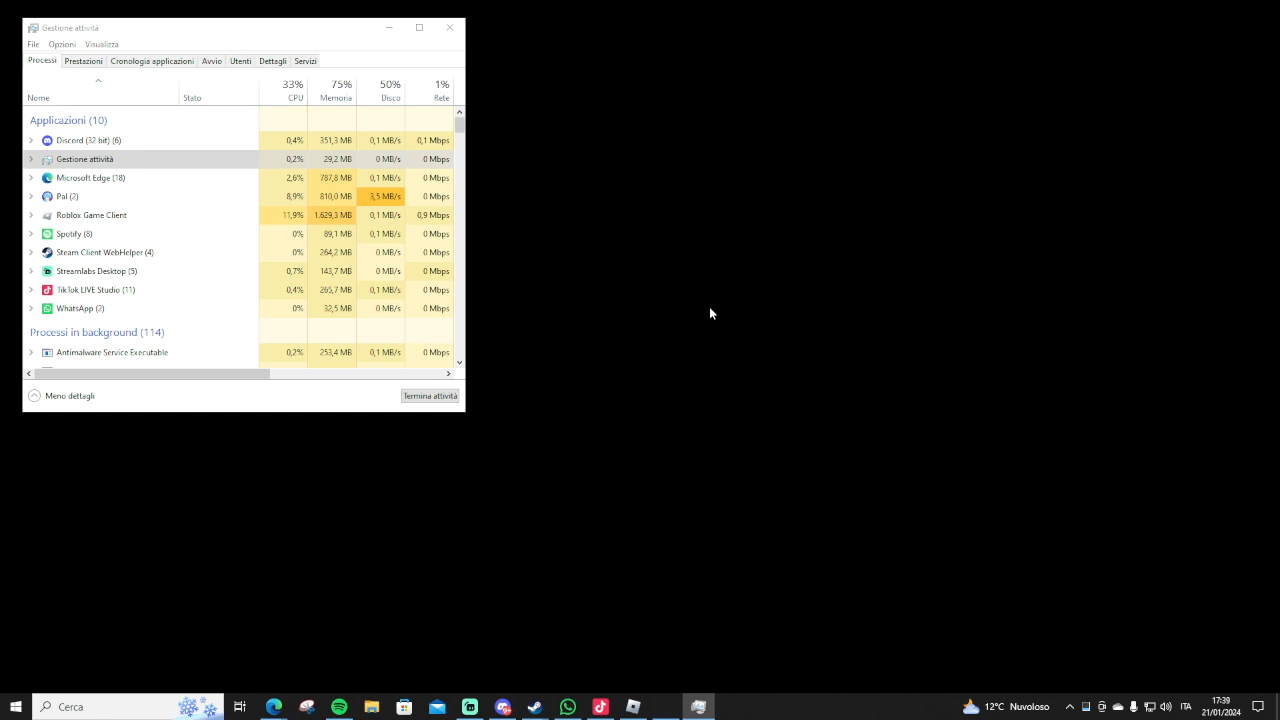 Gestione attività
File Opzioni Visualizza
Processi Prestazioni Cronologia applicazioni Avvio Utenti Dettagli Servizi
33% 75% 50% 1%
Nome Stato CPU Memoria Disco Rete
Applicazioni (10)
Discord (32 bit) (6) 0,4% 351,3 MB 0,1 MB/s 0,1 Mbps
Gestione attività 0,2% 29,2 MB 0 MB/s 0 Mbps
Microsoft Edge (18) 2,6% 787,8 MB 0,1 MB/s 0 Mbps
Pal (2) 8,9% 810,0 MB 3,5 MB/s 0 Mbps
Roblox Game Client 11,9% 1.629,3 MB 0,1 MB/s 0,9 Mbps
Spotify (8) 0% 89,1 MB 0,1 MB/s 0 Mbps
Steam Client WebHelper (4) 0% 264,2 MB 0 MB/s 0 Mbps
Streamlabs Desktop (5) 0,7% 143,7 MB 0 MB/s 0 Mbps
TikTok LIVE Studio (11) 0,4% 265,7 MB 0,1 MB/s 0 Mbps
WhatsApp (2) 0% 32,5 MB 0 MB/s 0 Mbps
Processi in background (114)
Antimalware Service Executable 0,2% 253,4 MB 0,1 MB/s 0 Mbps
Meno dettagli Termina attività
Cerca 12°C Nuvoloso ITA 17:39
21/01/2024